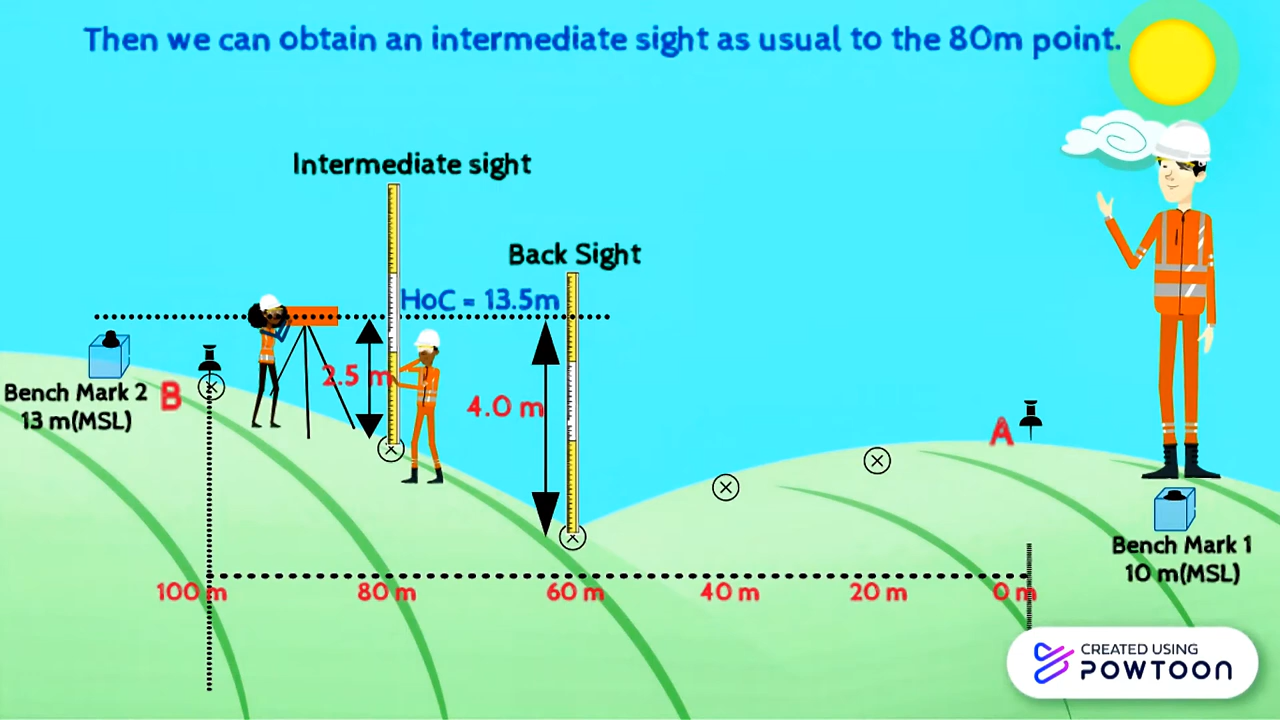 Then we can obtain an intermediate sight as usual to the 80m point.
Intermediate sight
Back Sight
HoC = 13.5m
2.5 m
4.0 m
Bench Mark 2
13 m(MSL)
B
A
Bench Mark 1
10 m(MSL)
100 m
80 m
60 m
40 m
20 m
0 m
CREATED USING
POWTOON